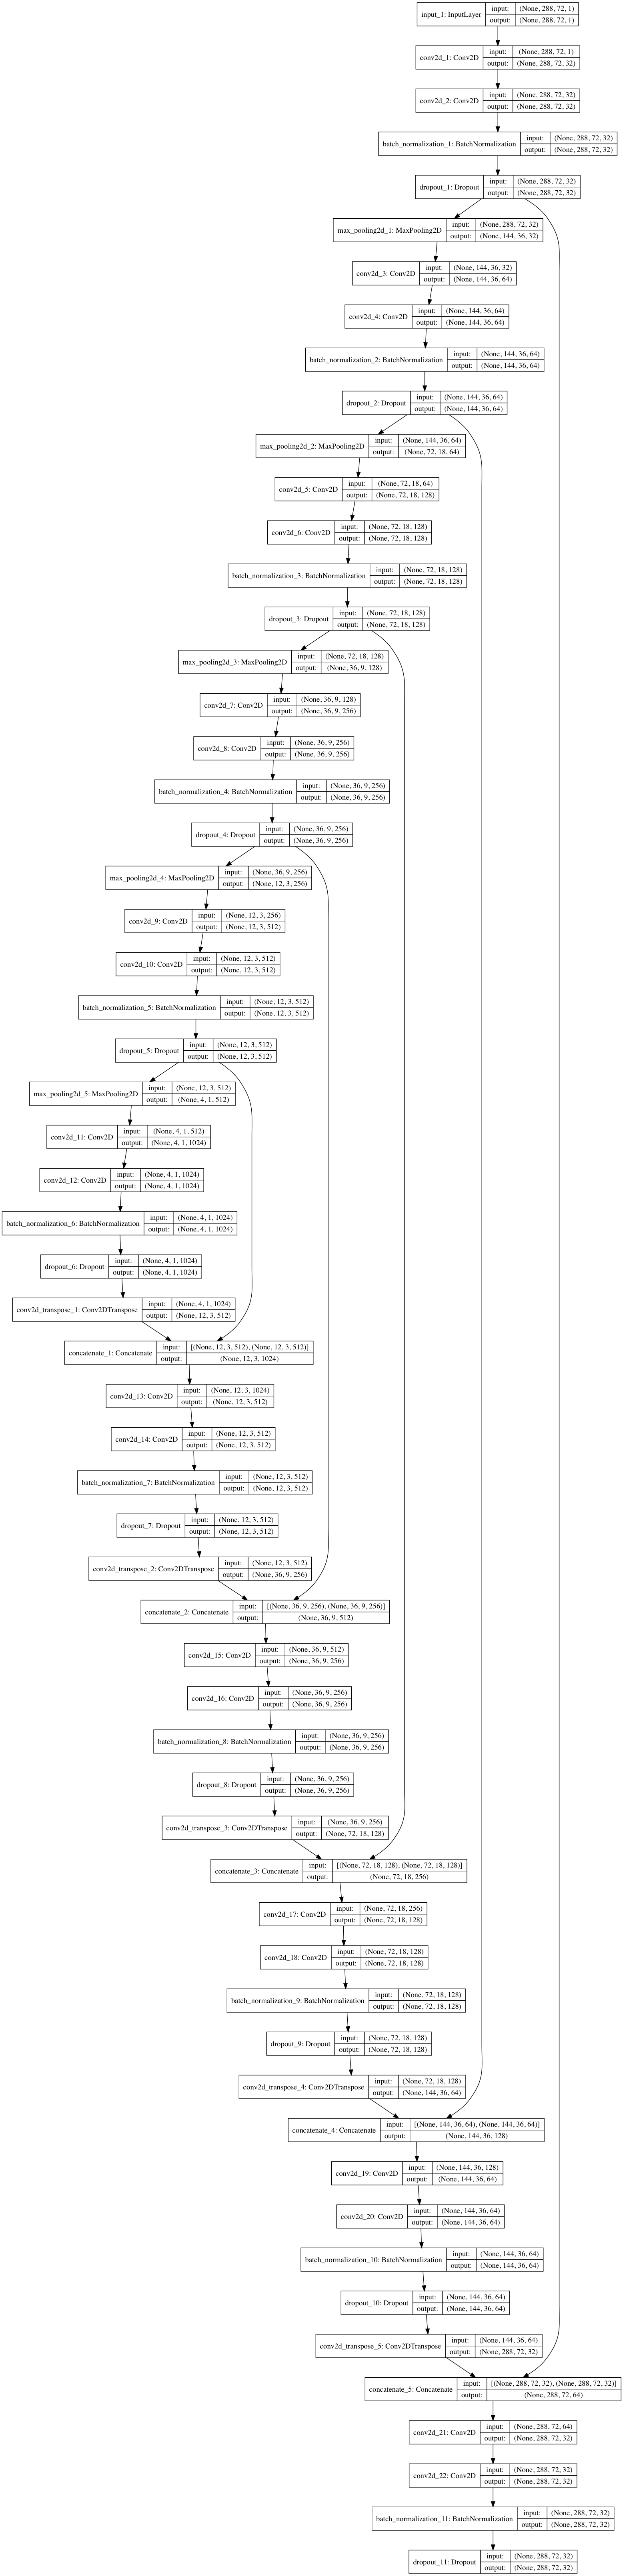 input_1: InputLayer
input: (None, 288, 72, 1)
output: (None, 288, 72, 1)
conv2d_1: Conv2D
input: (None, 288, 72, 1)
output: (None, 288, 72, 32)
conv2d_2: Conv2D
input: (None, 288, 72, 32)
output: (None, 288, 72, 32)
batch_normalization_1: BatchNormalization
input: (None, 288, 72, 32)
output: (None, 288, 72, 32)
dropout_1: Dropout
input: (None, 288, 72, 32)
output: (None, 288, 72, 32)
max_pooling2d_1: MaxPooling2D
input: (None, 288, 72, 32)
output: (None, 144, 36, 32)
conv2d_3: Conv2D
input: (None, 144, 36, 32)
output: (None, 144, 36, 64)
conv2d_4: Conv2D
input: (None, 144, 36, 64)
output: (None, 144, 36, 64)
batch_normalization_2: BatchNormalization
input: (None, 144, 36, 64)
output: (None, 144, 36, 64)
dropout_2: Dropout
input: (None, 144, 36, 64)
output: (None, 144, 36, 64)
max_pooling2d_2: MaxPooling2D
input: (None, 144, 36, 64)
output: (None, 72, 18, 64)
conv2d_5: Conv2D
input: (None, 72, 18, 64)
output: (None, 72, 18, 128)
conv2d_6: Conv2D
input: (None, 72, 18, 128)
output: (None, 72, 18, 128)
batch_normalization_3: BatchNormalization
input: (None, 72, 18, 128)
output: (None, 72, 18, 128)
dropout_3: Dropout
input: (None, 72, 18, 128)
output: (None, 72, 18, 128)
max_pooling2d_3: MaxPooling2D
input: (None, 72, 18, 128)
output: (None, 36, 9, 128)
conv2d_7: Conv2D
input: (None, 36, 9, 128)
output: (None, 36, 9, 256)
conv2d_8: Conv2D
input: (None, 36, 9, 256)
output: (None, 36, 9, 256)
batch_normalization_4: BatchNormalization
input: (None, 36, 9, 256)
output: (None, 36, 9, 256)
dropout_4: Dropout
input: (None, 36, 9, 256)
output: (None, 36, 9, 256)
max_pooling2d_4: MaxPooling2D
input: (None, 36, 9, 256)
output: (None, 12, 3, 256)
conv2d_9: Conv2D
input: (None, 12, 3, 256)
output: (None, 12, 3, 512)
conv2d_10: Conv2D
input: (None, 12, 3, 512)
output: (None, 12, 3, 512)
batch_normalization_5: BatchNormalization
input: (None, 12, 3, 512)
output: (None, 12, 3, 512)
dropout_5: Dropout
input: (None, 12, 3, 512)
output: (None, 12, 3, 512)
max_pooling2d_5: MaxPooling2D
input: (None, 12, 3, 512)
output: (None, 4, 1, 512)
conv2d_11: Conv2D
input: (None, 4, 1, 512)
output: (None, 4, 1, 1024)
conv2d_12: Conv2D
input: (None, 4, 1, 1024)
output: (None, 4, 1, 1024)
batch_normalization_6: BatchNormalization
input: (None, 4, 1, 1024)
output: (None, 4, 1, 1024)
dropout_6: Dropout
input: (None, 4, 1, 1024)
output: (None, 4, 1, 1024)
conv2d_transpose_1: Conv2DTranspose
input: (None, 4, 1, 1024)
output: (None, 12, 3, 512)
concatenate_1: Concatenate
input: [(None, 12, 3, 512), (None, 12, 3, 512)]
output: (None, 12, 3, 1024)
conv2d_13: Conv2D
input: (None, 12, 3, 1024)
output: (None, 12, 3, 512)
conv2d_14: Conv2D
input: (None, 12, 3, 512)
output: (None, 12, 3, 512)
batch_normalization_7: BatchNormalization
input: (None, 12, 3, 512)
output: (None, 12, 3, 512)
dropout_7: Dropout
input: (None, 12, 3, 512)
output: (None, 12, 3, 512)
conv2d_transpose_2: Conv2DTranspose
input: (None, 12, 3, 512)
output: (None, 36, 9, 256)
concatenate_2: Concatenate
input: [(None, 36, 9, 256), (None, 36, 9, 256)]
output: (None, 36, 9, 512)
conv2d_15: Conv2D
input: (None, 36, 9, 512)
output: (None, 36, 9, 256)
conv2d_16: Conv2D
input: (None, 36, 9, 256)
output: (None, 36, 9, 256)
batch_normalization_8: BatchNormalization
input: (None, 36, 9, 256)
output: (None, 36, 9, 256)
dropout_8: Dropout
input: (None, 36, 9, 256)
output: (None, 36, 9, 256)
conv2d_transpose_3: Conv2DTranspose
input: (None, 36, 9, 256)
output: (None, 72, 18, 128)
concatenate_3: Concatenate
input: [(None, 72, 18, 128), (None, 72, 18, 128)]
output: (None, 72, 18, 256)
conv2d_17: Conv2D
input: (None, 72, 18, 256)
output: (None, 72, 18, 128)
conv2d_18: Conv2D
input: (None, 72, 18, 128)
output: (None, 72, 18, 128)
batch_normalization_9: BatchNormalization
input: (None, 72, 18, 128)
output: (None, 72, 18, 128)
dropout_9: Dropout
input: (None, 72, 18, 128)
output: (None, 72, 18, 128)
conv2d_transpose_4: Conv2DTranspose
input: (None, 72, 18, 128)
output: (None, 144, 36, 64)
concatenate_4: Concatenate
input: [(None, 144, 36, 64), (None, 144, 36, 64)]
output: (None, 144, 36, 128)
conv2d_19: Conv2D
input: (None, 144, 36, 128)
output: (None, 144, 36, 64)
conv2d_20: Conv2D
input: (None, 144, 36, 64)
output: (None, 144, 36, 64)
batch_normalization_10: BatchNormalization
input: (None, 144, 36, 64)
output: (None, 144, 36, 64)
dropout_10: Dropout
input: (None, 144, 36, 64)
output: (None, 144, 36, 64)
conv2d_transpose_5: Conv2DTranspose
input: (None, 144, 36, 64)
output: (None, 288, 72, 32)
concatenate_5: Concatenate
input: [(None, 288, 72, 32), (None, 288, 72, 32)]
output: (None, 288, 72, 64)
conv2d_21: Conv2D
input: (None, 288, 72, 64)
output: (None, 288, 72, 32)
conv2d_22: Conv2D
input: (None, 288, 72, 32)
output: (None, 288, 72, 32)
batch_normalization_11: BatchNormalization
input: (None, 288, 72, 32)
output: (None, 288, 72, 32)
dropout_11: Dropout
input: (None, 288, 72, 32)
output: (None, 288, 72, 32)